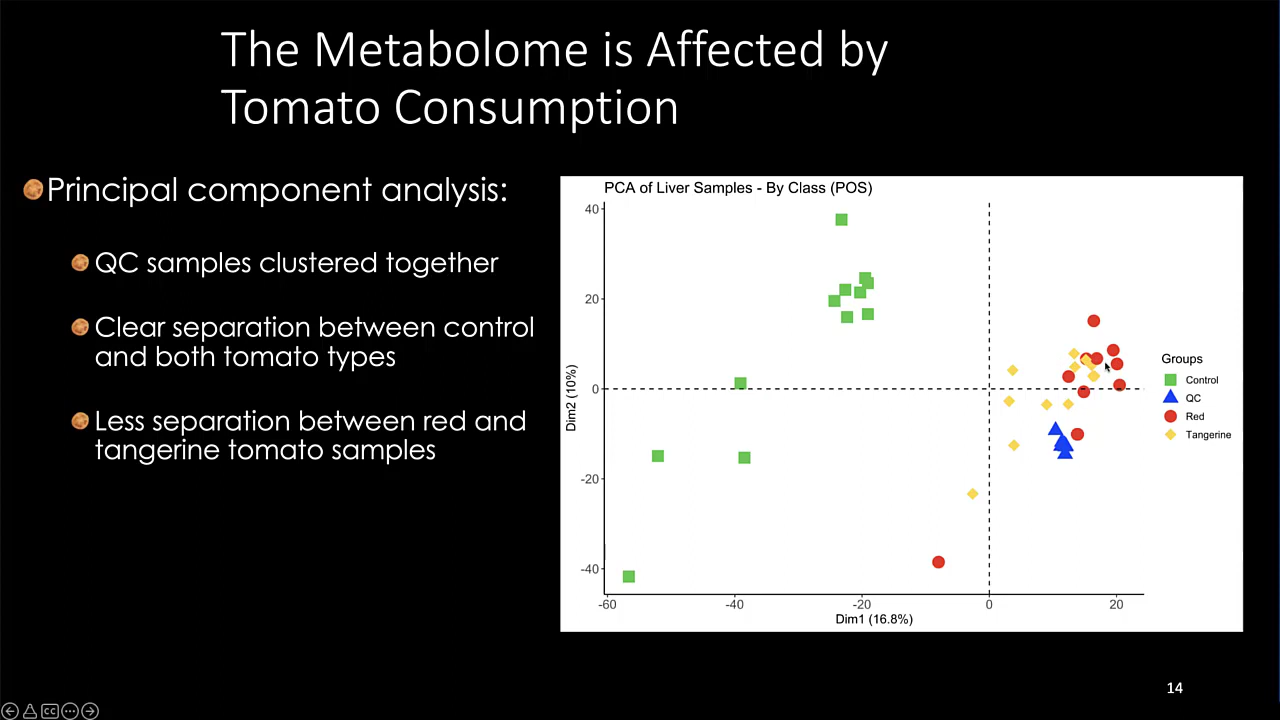 The Metabolome is Affected by
Tomato Consumption
Principal component analysis:
QC samples clustered together
Clear separation between control
and both tomato types
Less separation between red and
tangerine tomato samples
PCA of Liver Samples - By Class (POS)
40
20
0
-20
-40
Dim2 (10%)
-60
-40
-20
0
20
Dim1 (16.8%)
Groups
Control
QC
Red
Tangerine
14
CC